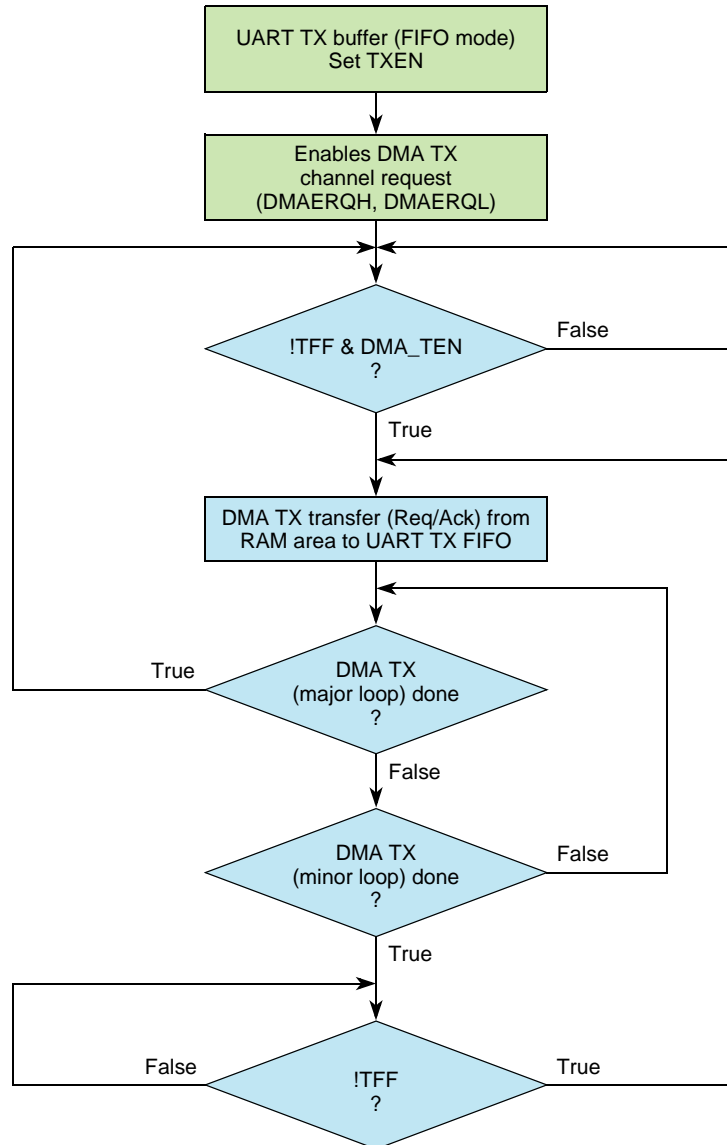 UART TX buffer (FIFO mode)
Set TXEN
Enables DMA TX
channel request
(DMAERQH, DMAERQL)
!TFF & DMA_TEN
?
False
True
DMA TX transfer (Req/Ack) from
RAM area to UART TX FIFO
True
DMA TX
(major loop) done
?
False
DMA TX
(minor loop) done
?
False
True
False
!TFF
?
True